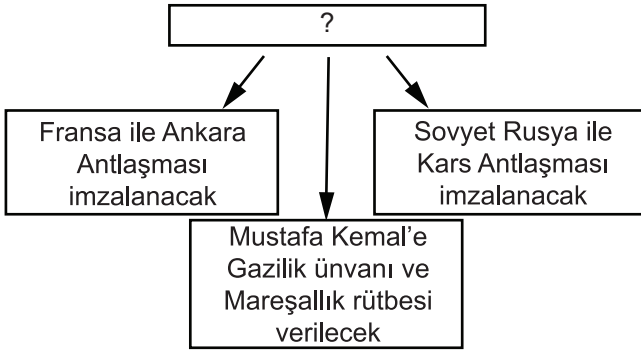 ?
Fransa ile Ankara
Antlaşması
imzalanacak
Sovyet Rusya ile
Kars Antlaşması
imzalanacak
Mustafa Kemal’e
Gazilik ünvanı ve
Mareşallık rütbesi
verilecek